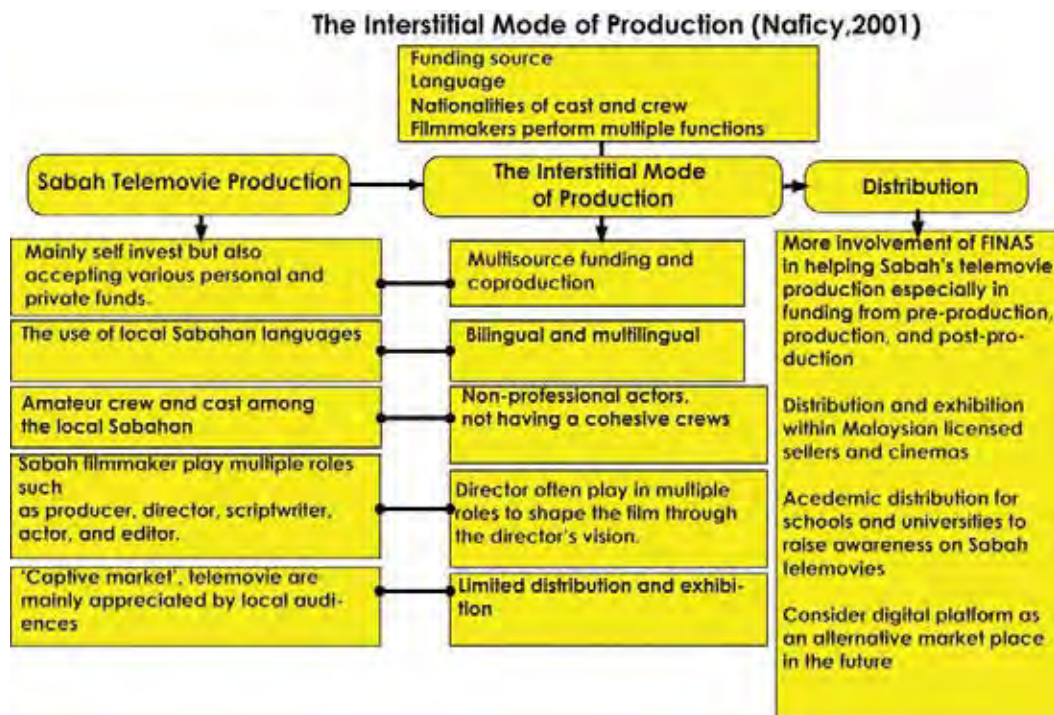 The Interstitial Mode of Production (Naficy,2001)
Funding source
Language
Nationalities of cast and crew
Filmmakers perform multiple functions
Sabah Telemovie Production
The Interstitial Mode
of Production
Distribution
Mainly self invest but also
accepting various personal and
private funds.
Multisource funding and
coproduction
The use of local Sabahan languages
Bilingual and multilingual
Amateur crew and cast among
the local Sabahan
Non-professional actors,
not having a cohesive crews
Sabah filmmaker play multiple roles
such
as producer, director, scriptwriter,
actor, and editor.
Director often play in multiple
roles to shape the film through
the director's vision.
'Captive market', telemovie are
mainly appreciated by local audi-
ences
Limited distribution and exhibi-
tion
More involvement of FINAS
in helping Sabah's telemovie
production especially in
funding from pre-production,
production, and post-pro-
duction
Distribution and exhibition
within Malaysian licensed
sellers and cinemas
Acedemic distribution for
schools and universities to
raise awareness on Sabah
telemovies
Consider digital platform as
an alternative market place
in the future